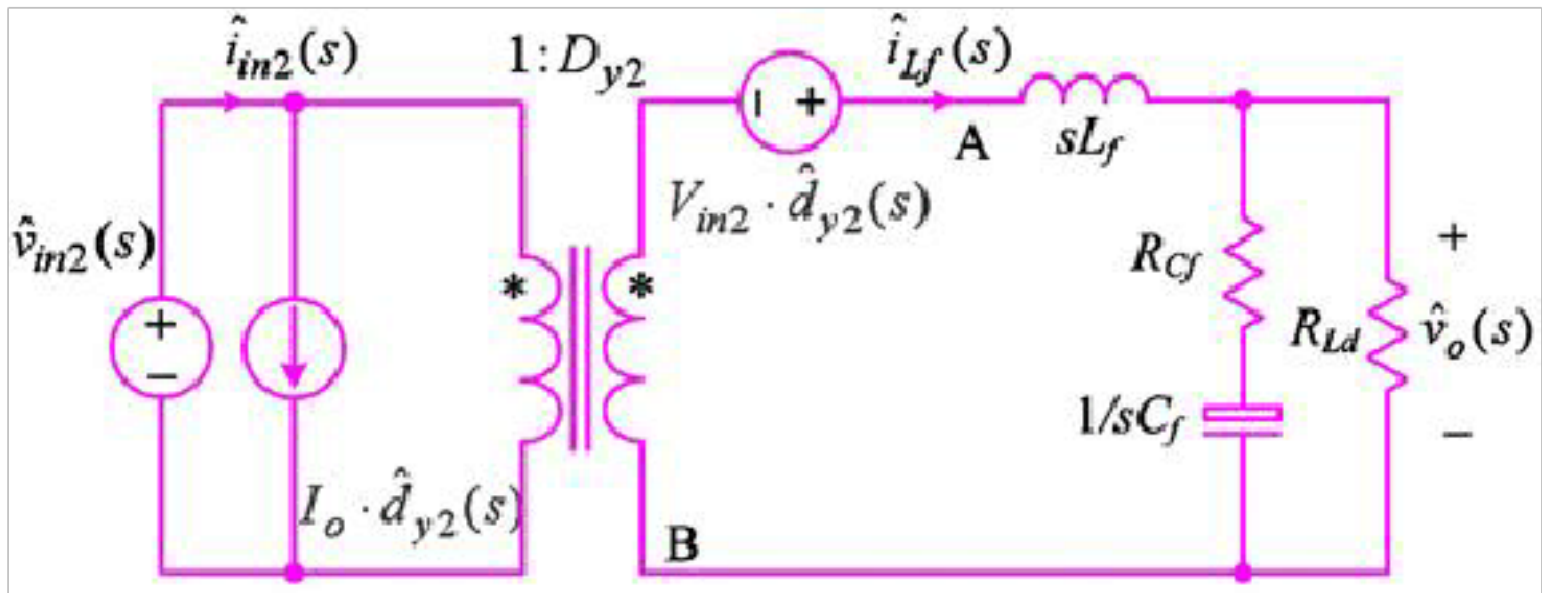 î_in2(s)
1:D_y2
î_Lf(s)
A
sL_f
V_in2 · d̂_y2(s)
v̂_in2(s)
+
−
− +
*
*
R_Cf
R_Ld
+
v̂_o(s)
−
1/sC_f
I_o · d̂_y2(s)
B